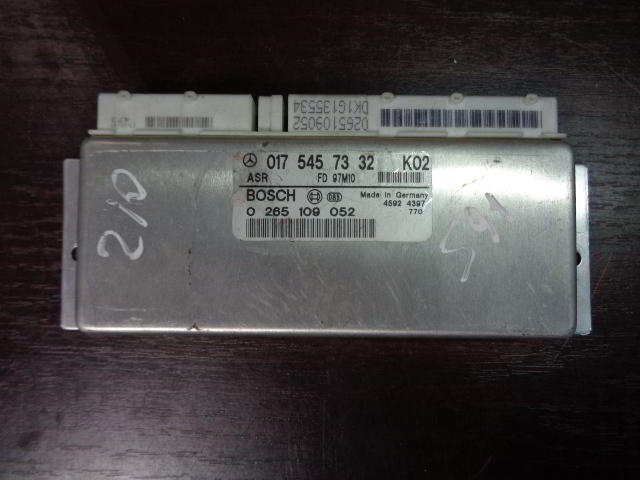 0265109052
DK1G135534
017 545 73 32 K02
ASR FD 97M10
BOSCH Made in Germany
4592 4397
0 265 109 052 770
210